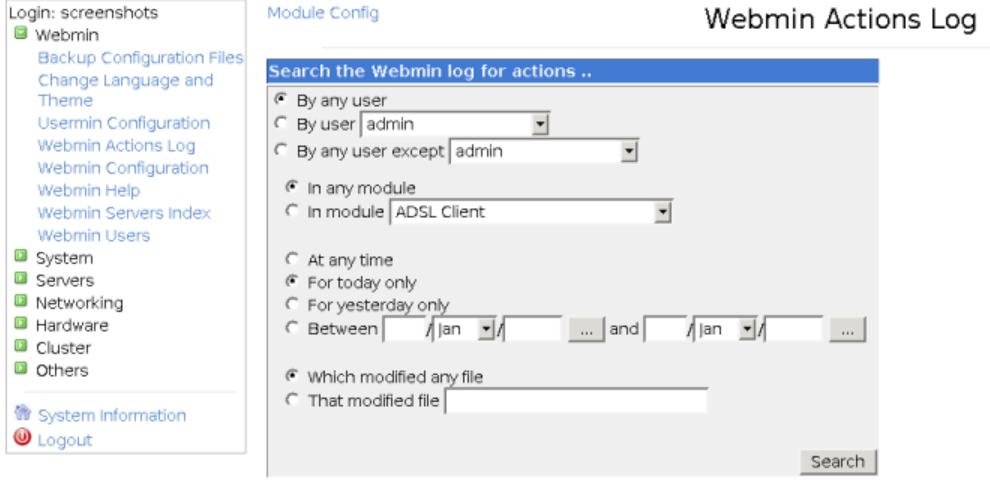 Login: screenshots
Webmin
Backup Configuration Files
Change Language and
Theme
Usermin Configuration
Webmin Actions Log
Webmin Configuration
Webmin Help
Webmin Servers Index
Webmin Users
System
Servers
Networking
Hardware
Cluster
Others
System Information
Logout
Module Config
Webmin Actions Log
Search the Webmin log for actions ..
By any user
By user admin
By any user except admin
In any module
In module ADSL Client
At any time
For today only
For yesterday only
Between / Jan / ... and / Jan / ...
Which modified any file
That modified file
Search